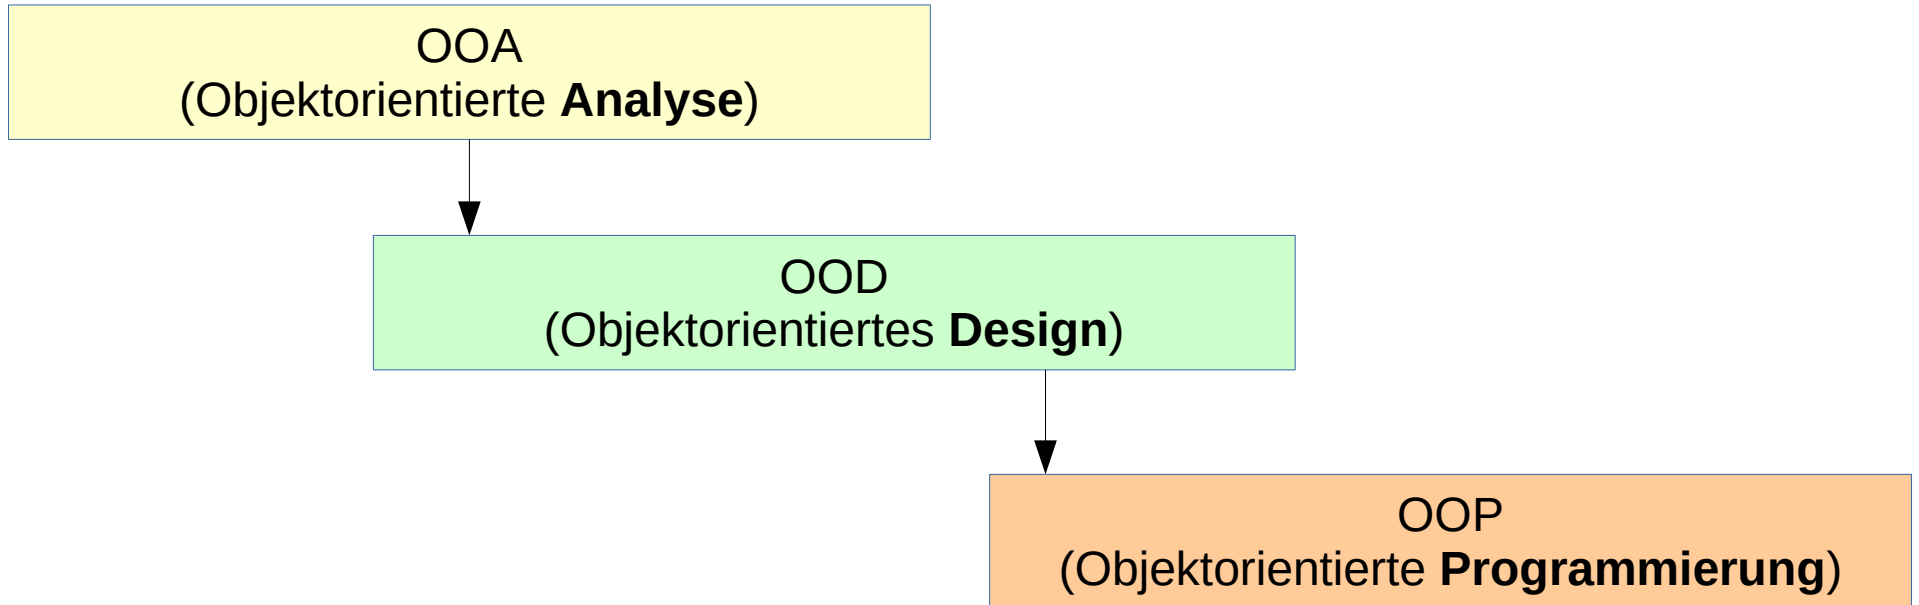 OOA
(Objektorientierte Analyse)
OOD
(Objektorientiertes Design)
OOP
(Objektorientierte Programmierung)